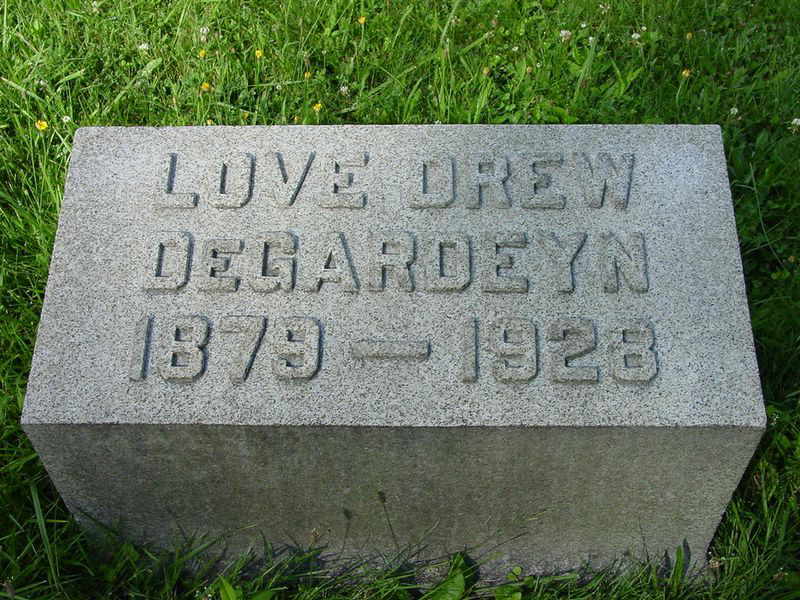 LOVE DREW
DeGARDEYN
1879 — 1928